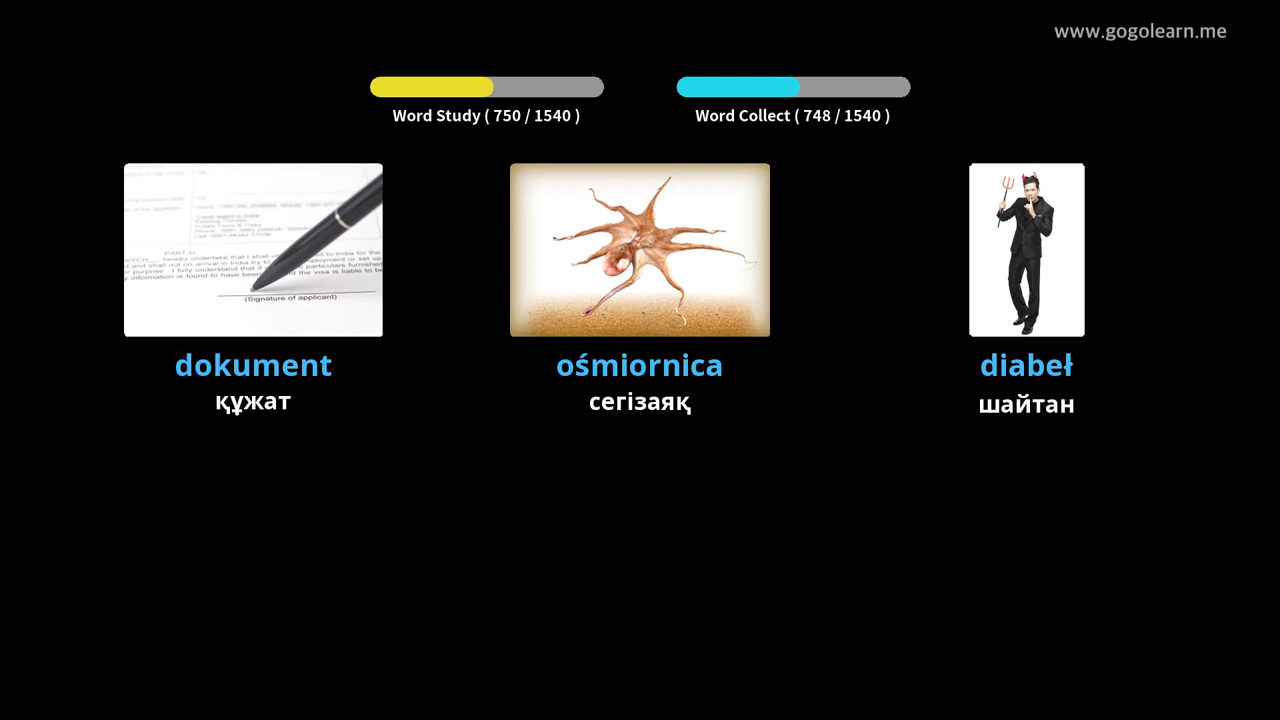 www.gogolearn.me
Word Study ( 750 / 1540 )
Word Collect ( 748 / 1540 )
PART D
(Signature of applicant)
dokument
құжат
ośmiornica
сегізаяқ
diabeł
шайтан